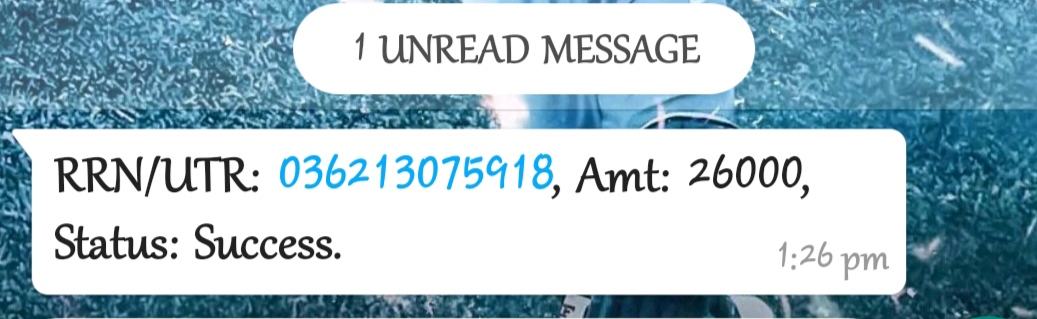 1 UNREAD MESSAGE
RRN/UTR: 036213075918, Amt: 26000,
Status: Success.
1:26 pm